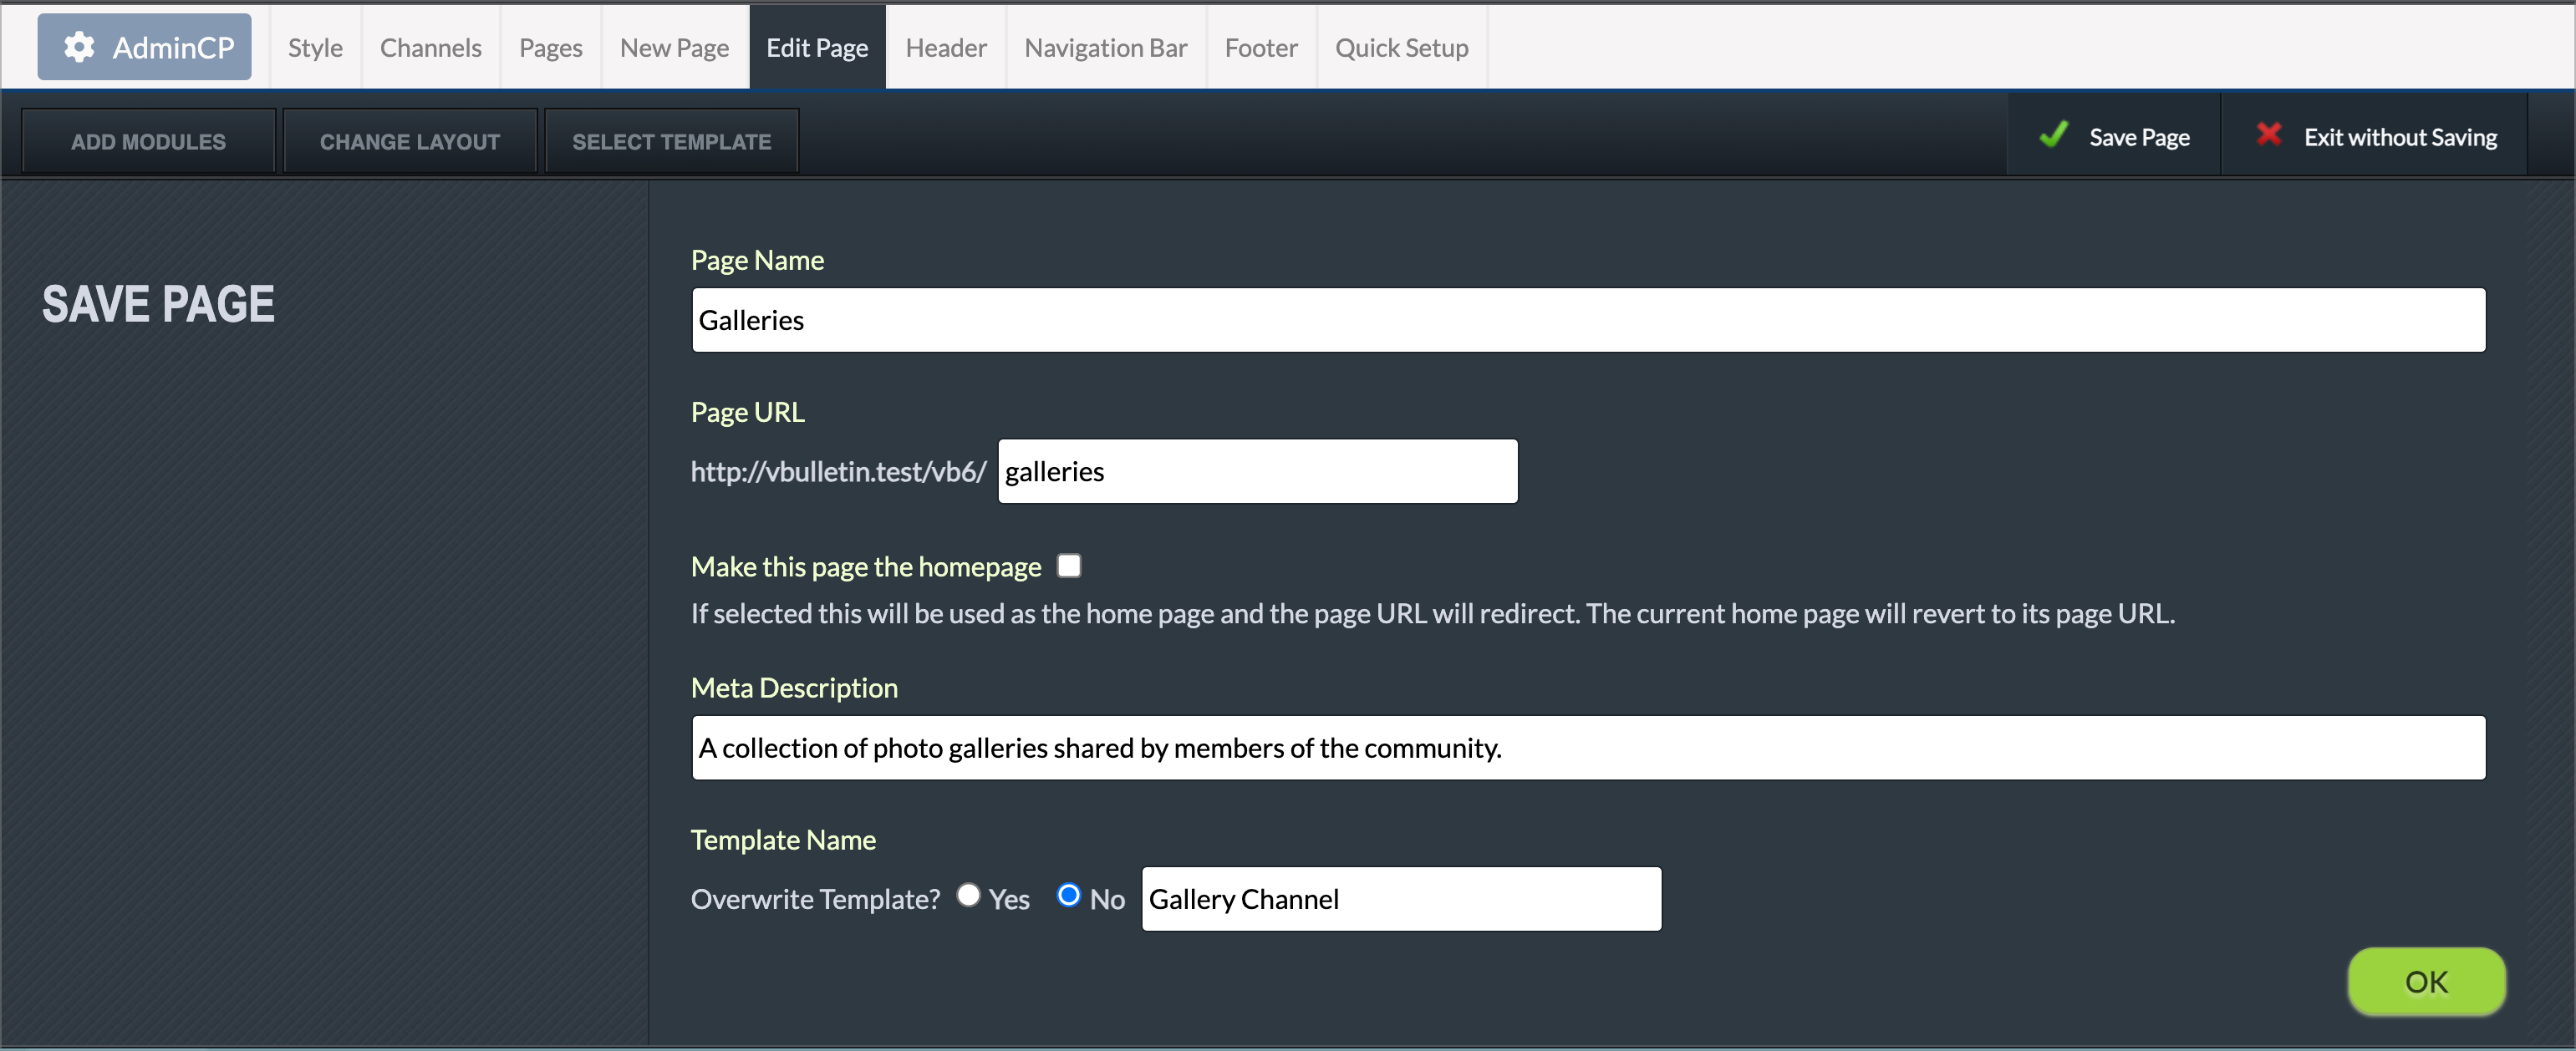 AdminCP Style Channels Pages New Page Edit Page Header Navigation Bar Footer Quick Setup
ADD MODULES CHANGE LAYOUT SELECT TEMPLATE Save Page Exit without Saving
SAVE PAGE
Page Name
Galleries
Page URL
http://vbulletin.test/vb6/ galleries
Make this page the homepage
If selected this will be used as the home page and the page URL will redirect. The current home page will revert to its page URL.
Meta Description
A collection of photo galleries shared by members of the community.
Template Name
Overwrite Template? Yes No Gallery Channel
OK